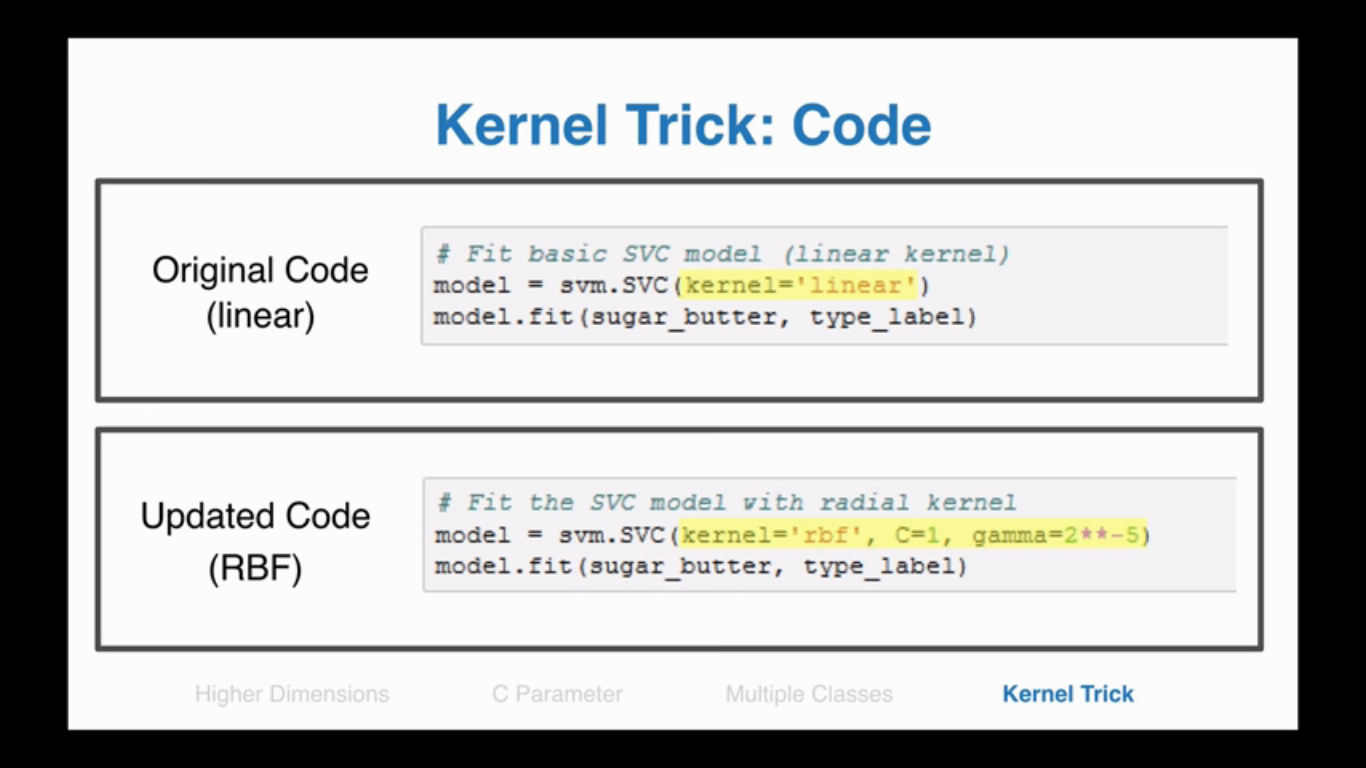 Kernel Trick: Code
Original Code
(linear)
# Fit basic SVC model (linear kernel)
model = svm.SVC(kernel='linear')
model.fit(sugar_butter, type_label)
Updated Code
(RBF)
# Fit the SVC model with radial kernel
model = svm.SVC(kernel='rbf', C=1, gamma=2**-5)
model.fit(sugar_butter, type_label)
Higher Dimensions C Parameter Multiple Classes Kernel Trick